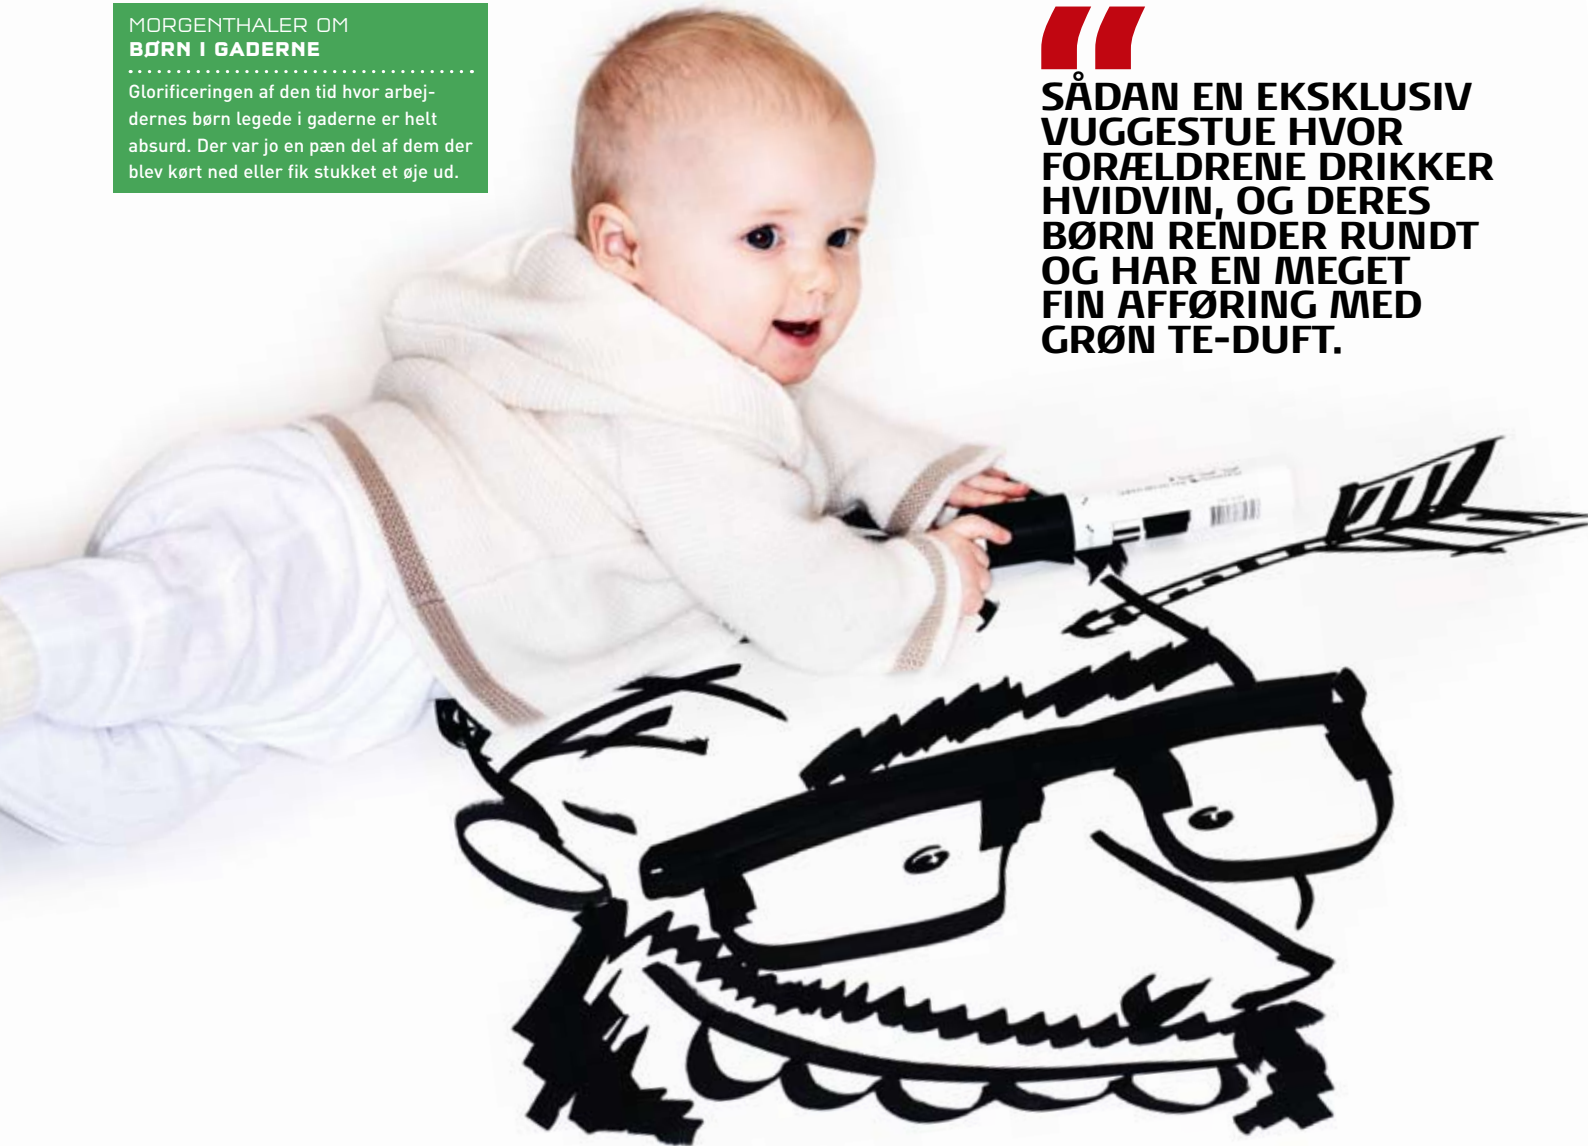 MORGENTHALER OM
BØRN I GADERNE
Glorificeringen af den tid hvor arbej-
dernes børn legede i gaderne er helt
absurd. Der var jo en pæn del af dem der
blev kørt ned eller fik stukket et øje ud.
“
SÅDAN EN EKSKLUSIV
VUGGESTUE HVOR
FORÆLDRENE DRIKKER
HVIDVIN, OG DERES
BØRN RENDER RUNDT
OG HAR EN MEGET
FIN AFFØRING MED
GRØN TE-DUFT.